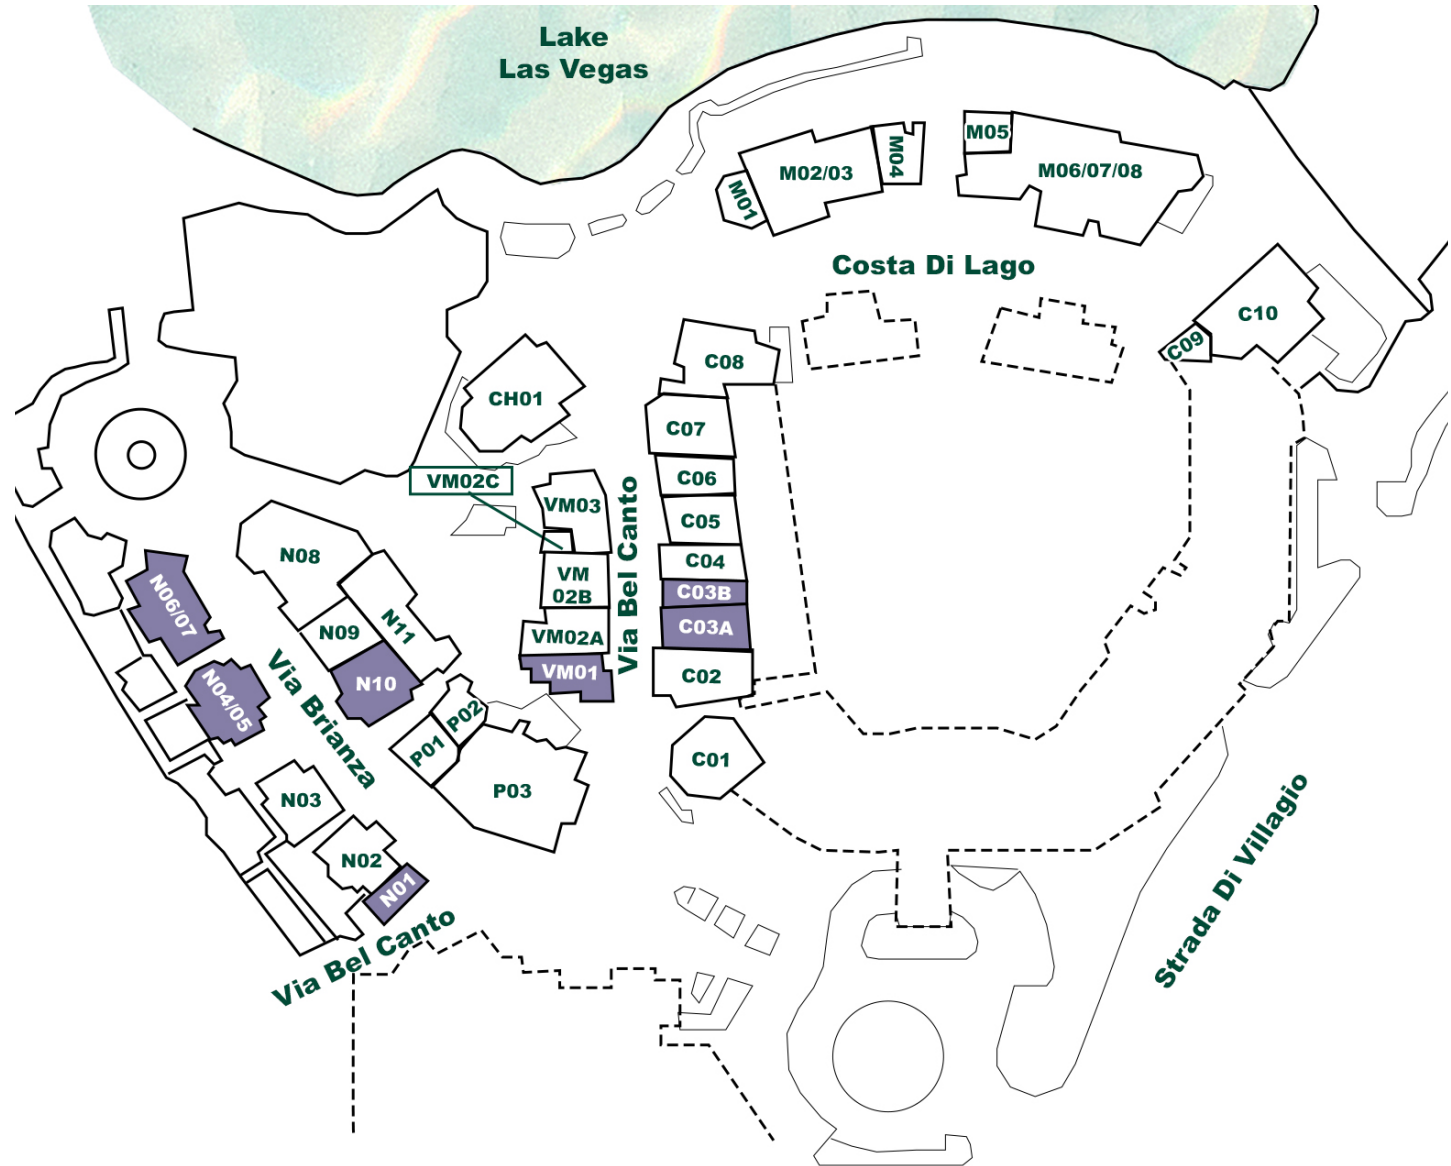 Lake
Las Vegas
M05
M04
M02/03
M06/07/08
M01
Costa Di Lago
C10
C09
C08
CH01
C07
VM02C
C06
VM03
C05
Via Bel Canto
N08
C04
VM
02B
C03B
N06/07
N09
N11
C03A
VM02A
VM01
C02
N10
N04/05
Via Brianza
P02
P01
C01
P03
N03
N02
N01
Strada Di Villagio
Via Bel Canto